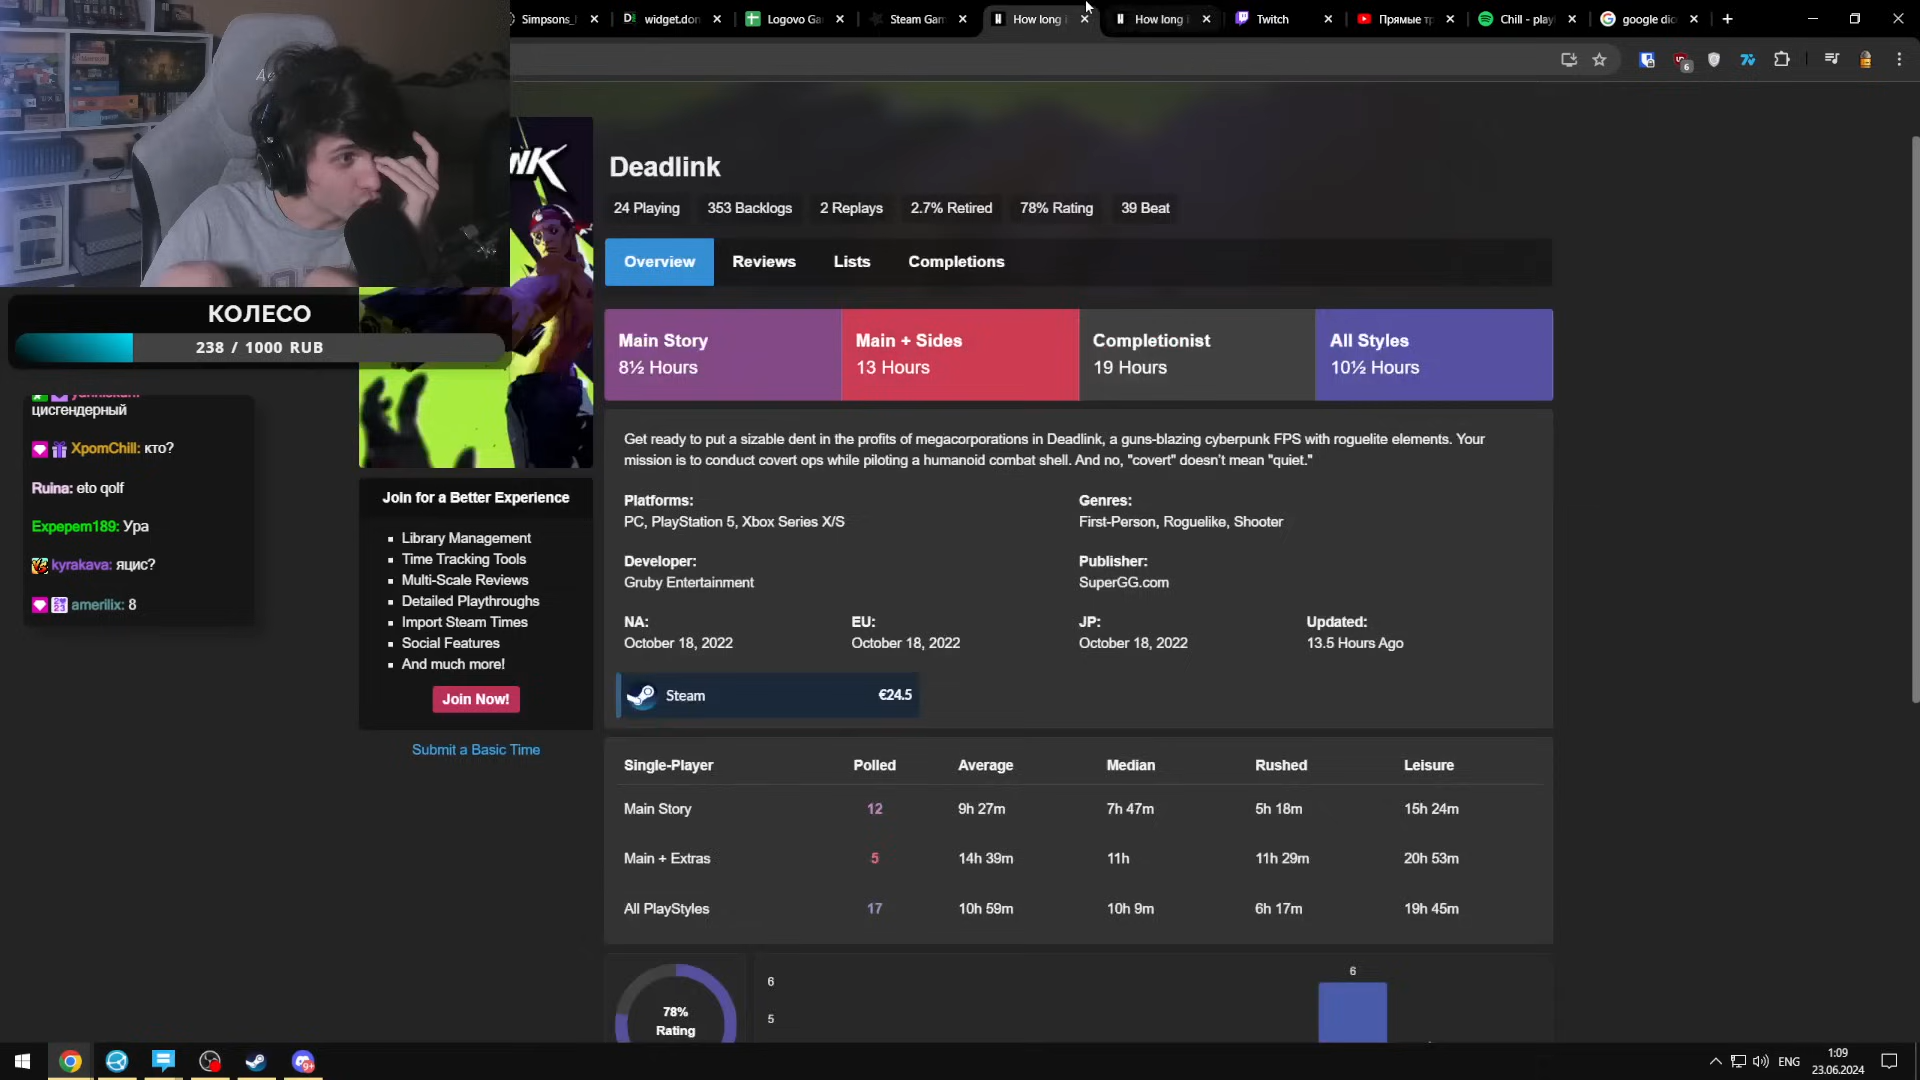 Simpsons_
widget.don
Logovo Ga
Steam Gam
How long i
How long i
Twitch
Прямые тр
Chill - play
google dic
Deadlink
24 Playing
353 Backlogs
2 Replays
2.7% Retired
78% Rating
39 Beat
Overview
Reviews
Lists
Completions
КОЛЕСО
238 / 1000 RUB
Main Story
8½ Hours
Main + Sides
13 Hours
Completionist
19 Hours
All Styles
10½ Hours
цисгендерный
XpomChill: кто?
Ruina: eto qolf
Expepem189: Ура
kyrakava: яцис?
amerilix: 8
Get ready to put a sizable dent in the profits of megacorporations in Deadlink, a guns-blazing cyberpunk FPS with roguelite elements. Your
mission is to conduct covert ops while piloting a humanoid combat shell. And no, "covert" doesn't mean "quiet."
Platforms:
PC, PlayStation 5, Xbox Series X/S
Genres:
First-Person, Roguelike, Shooter
Developer:
Gruby Entertainment
Publisher:
SuperGG.com
NA:
October 18, 2022
EU:
October 18, 2022
JP:
October 18, 2022
Updated:
13.5 Hours Ago
Steam €24.5
Join for a Better Experience
Library Management
Time Tracking Tools
Multi-Scale Reviews
Detailed Playthroughs
Import Steam Times
Social Features
And much more!
Join Now!
Submit a Basic Time
Single-Player Polled Average Median Rushed Leisure
Main Story 12 9h 27m 7h 47m 5h 18m 15h 24m
Main + Extras 5 14h 39m 11h 11h 29m 20h 53m
All PlayStyles 17 10h 59m 10h 9m 6h 17m 19h 45m
78%
Rating
6
5
6
ENG
1:09
23.06.2024